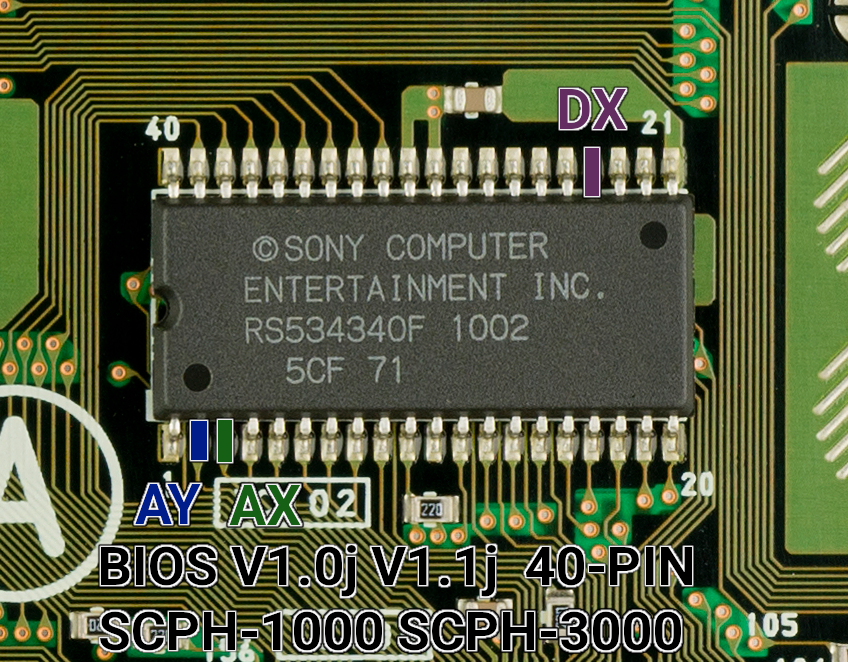 DX
40
21
©SONY COMPUTER
ENTERTAINMENT INC.
RS534340F 1002
5CF 71
1
20
AY AX
02
220
BIOS V1.0j V1.1j 40-PIN
SCPH-1000 SCPH-3000
105
A